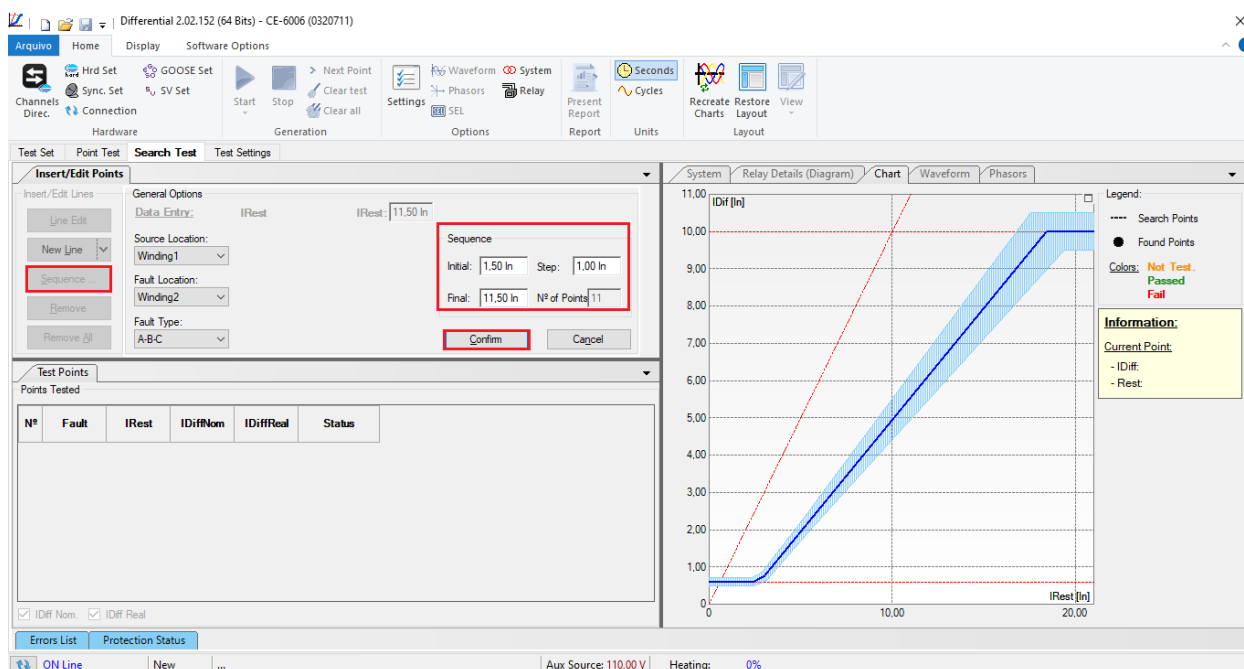 Differential 2.02.152 (64 Bits) - CE-6006 (0320711)
Arquivo Home Display Software Options
Channels Direc.
Hrd Set
Sync. Set
Connection
GOOSE Set
SV Set
Hardware
Start
Stop
Next Point
Clear test
Clear all
Generation
Settings
Waveform
Phasors
SEL
System
Relay
Options
Present Report
Report
Seconds
Cycles
Units
Recreate Charts
Restore Layout
View
Layout
Test Set Point Test Search Test Test Settings
Insert/Edit Points
Insert/Edit Lines
Line Edit
New Line
Sequence ...
Remove
Remove All
General Options
Data Entry: IRest IRest: 11,50 In
Source Location:
Winding1
Fault Location:
Winding2
Fault Type:
A-B-C
Sequence
Initial: 1,50 In Step: 1,00 In
Final: 11,50 In Nº of Points 11
Confirm Cancel
Test Points
Points Tested
Nº Fault IRest IDiffNom IDiffReal Status
IDiff Nom. IDiff Real
System Relay Details (Diagram) Chart Waveform Phasors
IDif [In]
11,00
10,00
9,00
8,00
7,00
6,00
5,00
4,00
3,00
2,00
1,00
0
0 10,00 20,00
IRest [In]
Legend:
Search Points
Found Points
Colors: Not Test.
Passed
Fail
Information:
Current Point:
- IDiff:
- Rest:
Errors List Protection Status
ON Line New ... Aux Source: 110.00 V Heating: 0%